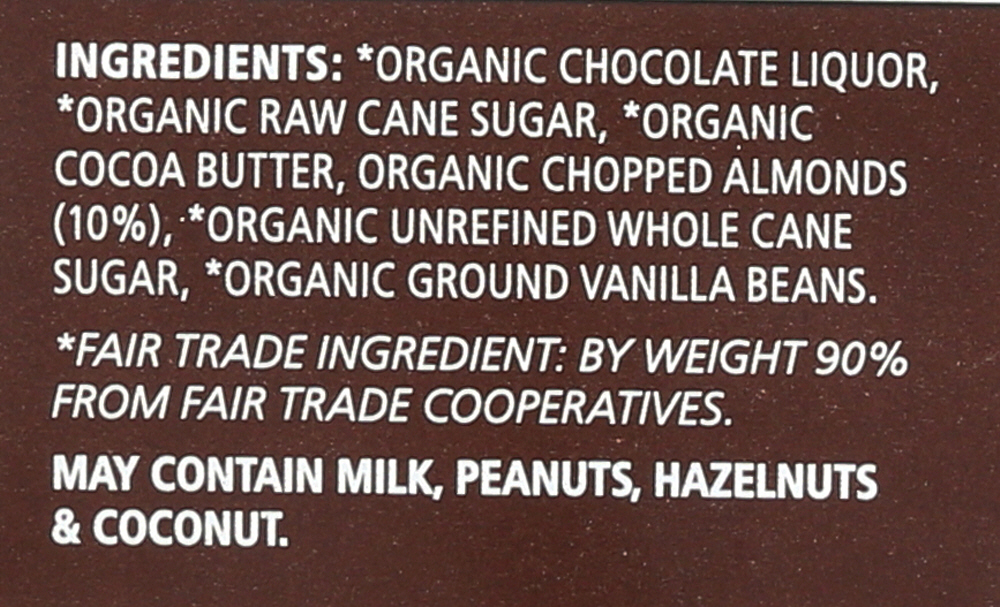 INGREDIENTS: *ORGANIC CHOCOLATE LIQUOR,
*ORGANIC RAW CANE SUGAR, *ORGANIC
COCOA BUTTER, ORGANIC CHOPPED ALMONDS
(10%), *ORGANIC UNREFINED WHOLE CANE
SUGAR, *ORGANIC GROUND VANILLA BEANS.
*FAIR TRADE INGREDIENT: BY WEIGHT 90%
FROM FAIR TRADE COOPERATIVES.
MAY CONTAIN MILK, PEANUTS, HAZELNUTS
& COCONUT.